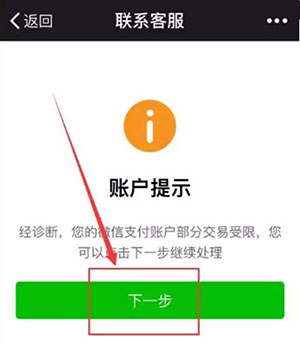 返回
联系客服
账户提示
经诊断，您的微信支付账户部分交易受限，您
可以点击下一步继续处理
下一步